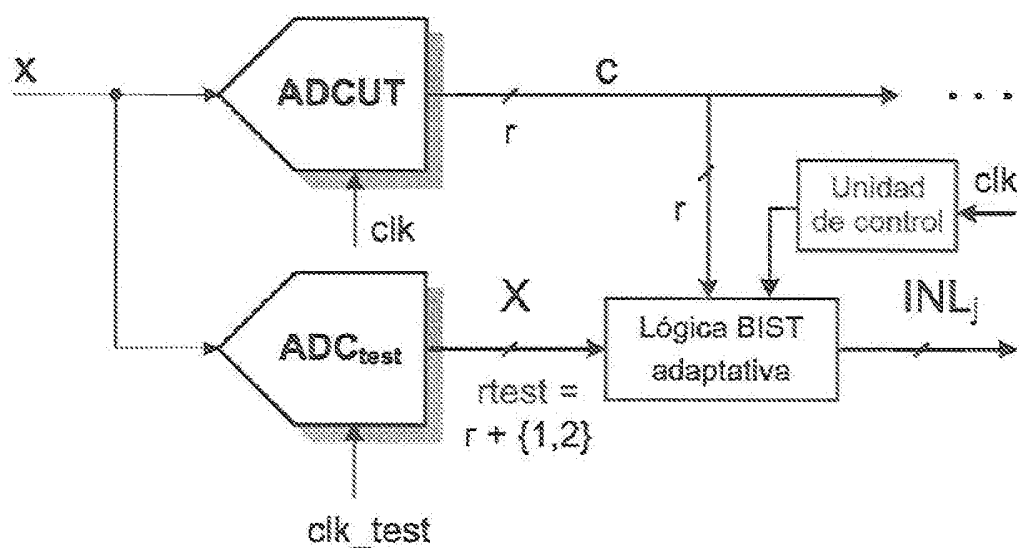 x
ADCUT
c
r
. . .
clk
r
Unidad
de control
clk
X
INLj
ADCtest
Lógica BIST
adaptativa
rtest =
r + {1,2}
clk_test